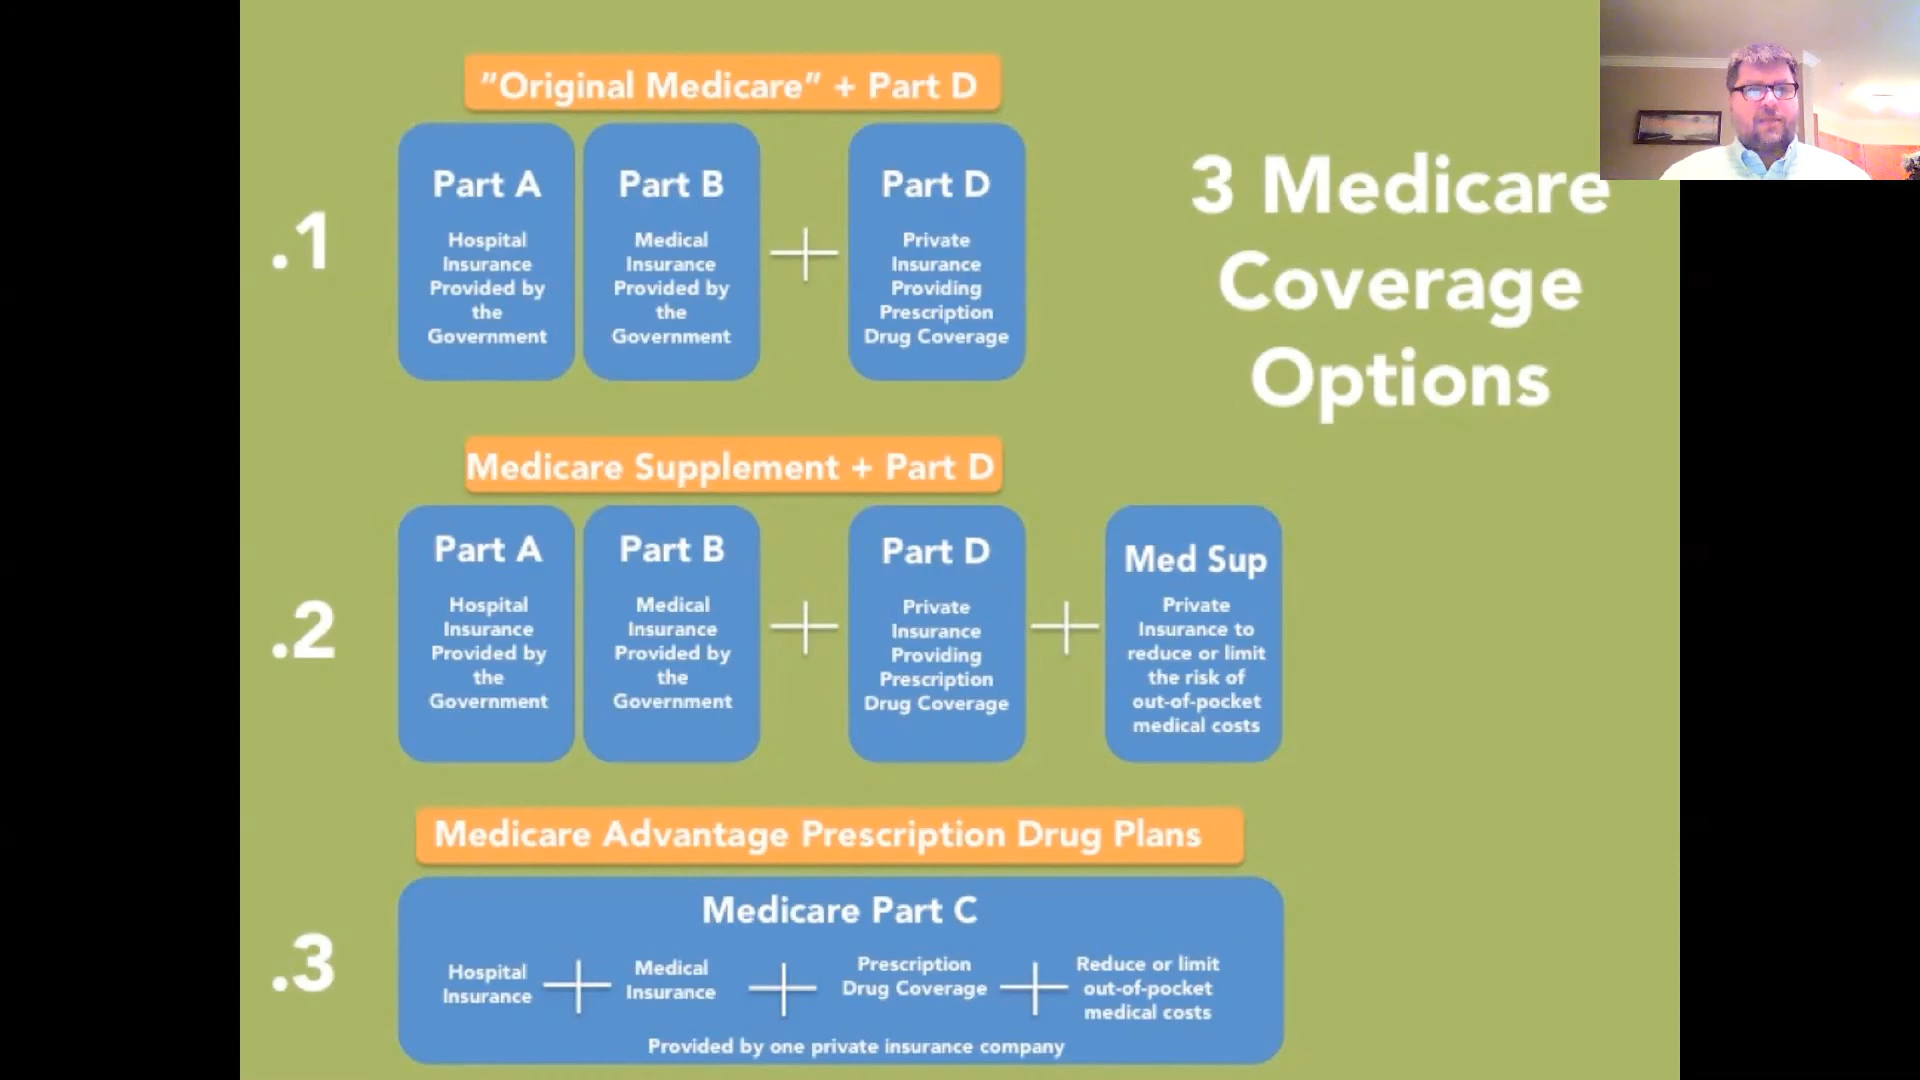 "Original Medicare" + Part D
.1
Part A
Hospital
Insurance
Provided by
the
Government
Part B
Medical
Insurance
Provided by
the
Government
Part D
Private
Insurance
Providing
Prescription
Drug Coverage
3 Medicare
Coverage
Options
Medicare Supplement + Part D
.2
Part A
Hospital
Insurance
Provided by
the
Government
Part B
Medical
Insurance
Provided by
the
Government
Part D
Private
Insurance
Providing
Prescription
Drug Coverage
Med Sup
Private
Insurance to
reduce or limit
the risk of
out-of-pocket
medical costs
Medicare Advantage Prescription Drug Plans
.3
Medicare Part C
Hospital
Insurance
Medical
Insurance
Prescription
Drug Coverage
Reduce or limit
out-of-pocket
medical costs
Provided by one private insurance company